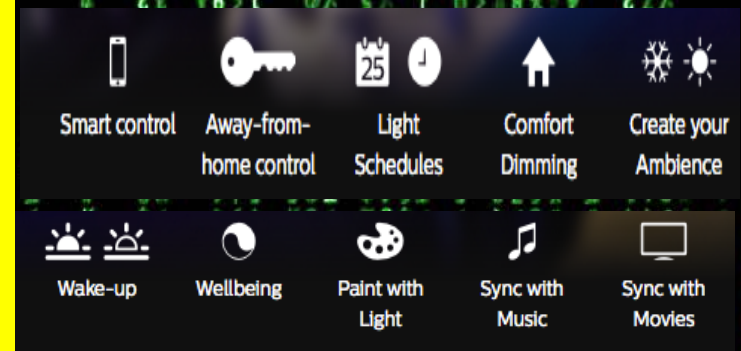 25
Smart control
Away-from-
home control
Light
Schedules
Comfort
Dimming
Create your
Ambience
Wake-up
Wellbeing
Paint with
Light
Sync with
Music
Sync with
Movies